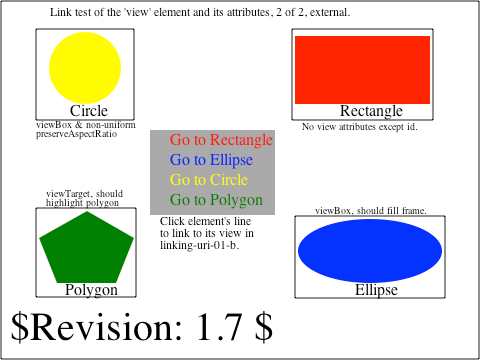 Link test of the 'view' element and its attributes, 2 of 2, external.
Circle
viewBox & non-uniform
preserveAspectRatio
Rectangle
No view attributes except id.
Go to Rectangle
Go to Ellipse
Go to Circle
Go to Polygon
Click element's line
to link to its view in
linking-uri-01-b.
viewTarget, should
highlight polygon
Polygon
viewBox, should fill frame.
Ellipse
$Revision: 1.7 $